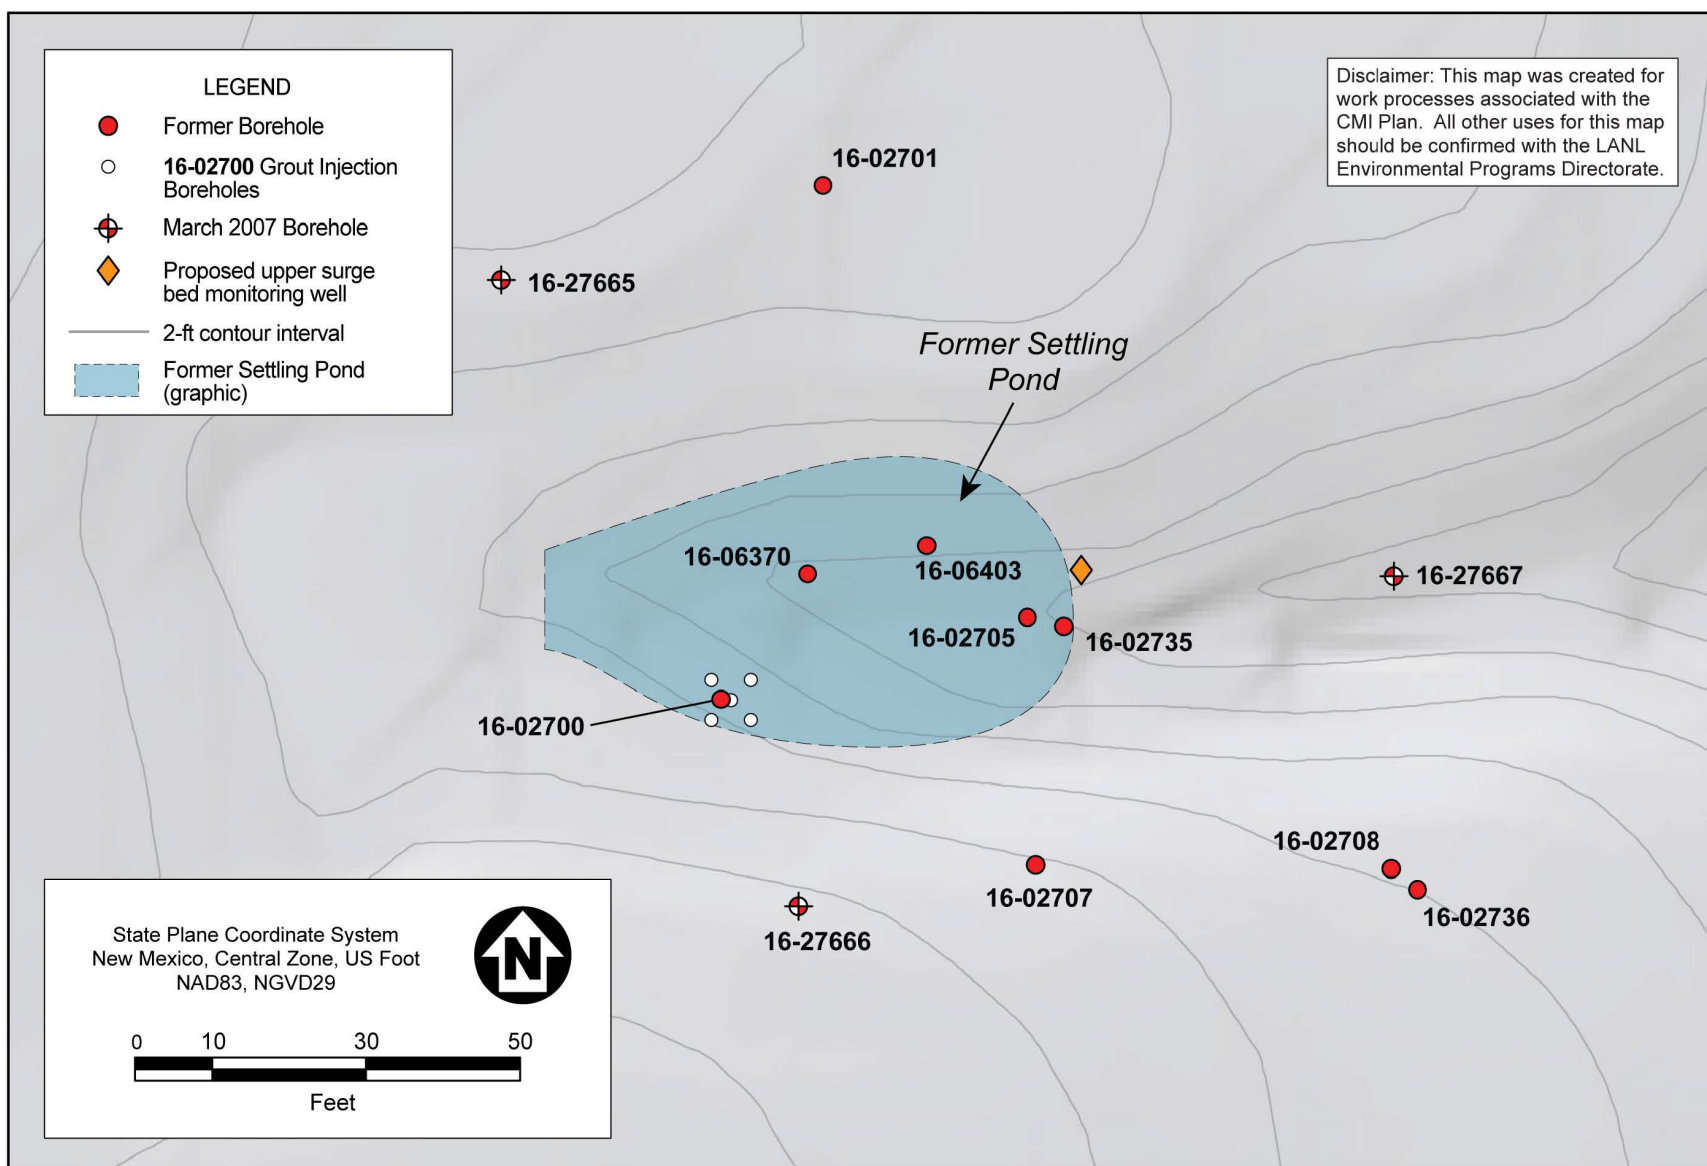 LEGEND
Former Borehole
16-02700 Grout Injection
Boreholes
March 2007 Borehole
Proposed upper surge
bed monitoring well
2-ft contour interval
Former Settling Pond
(graphic)
Disclaimer: This map was created for
work processes associated with the
CMI Plan.  All other uses for this map
should be confirmed with the LANL
Environmental Programs Directorate.
16-02701
16-27665
Former Settling
Pond
16-06370
16-06403
16-27667
16-02705
16-02735
16-02700
16-02708
16-02707
16-02736
16-27666
State Plane Coordinate System
New Mexico, Central Zone, US Foot
NAD83, NGVD29
N
0 10 30 50
Feet